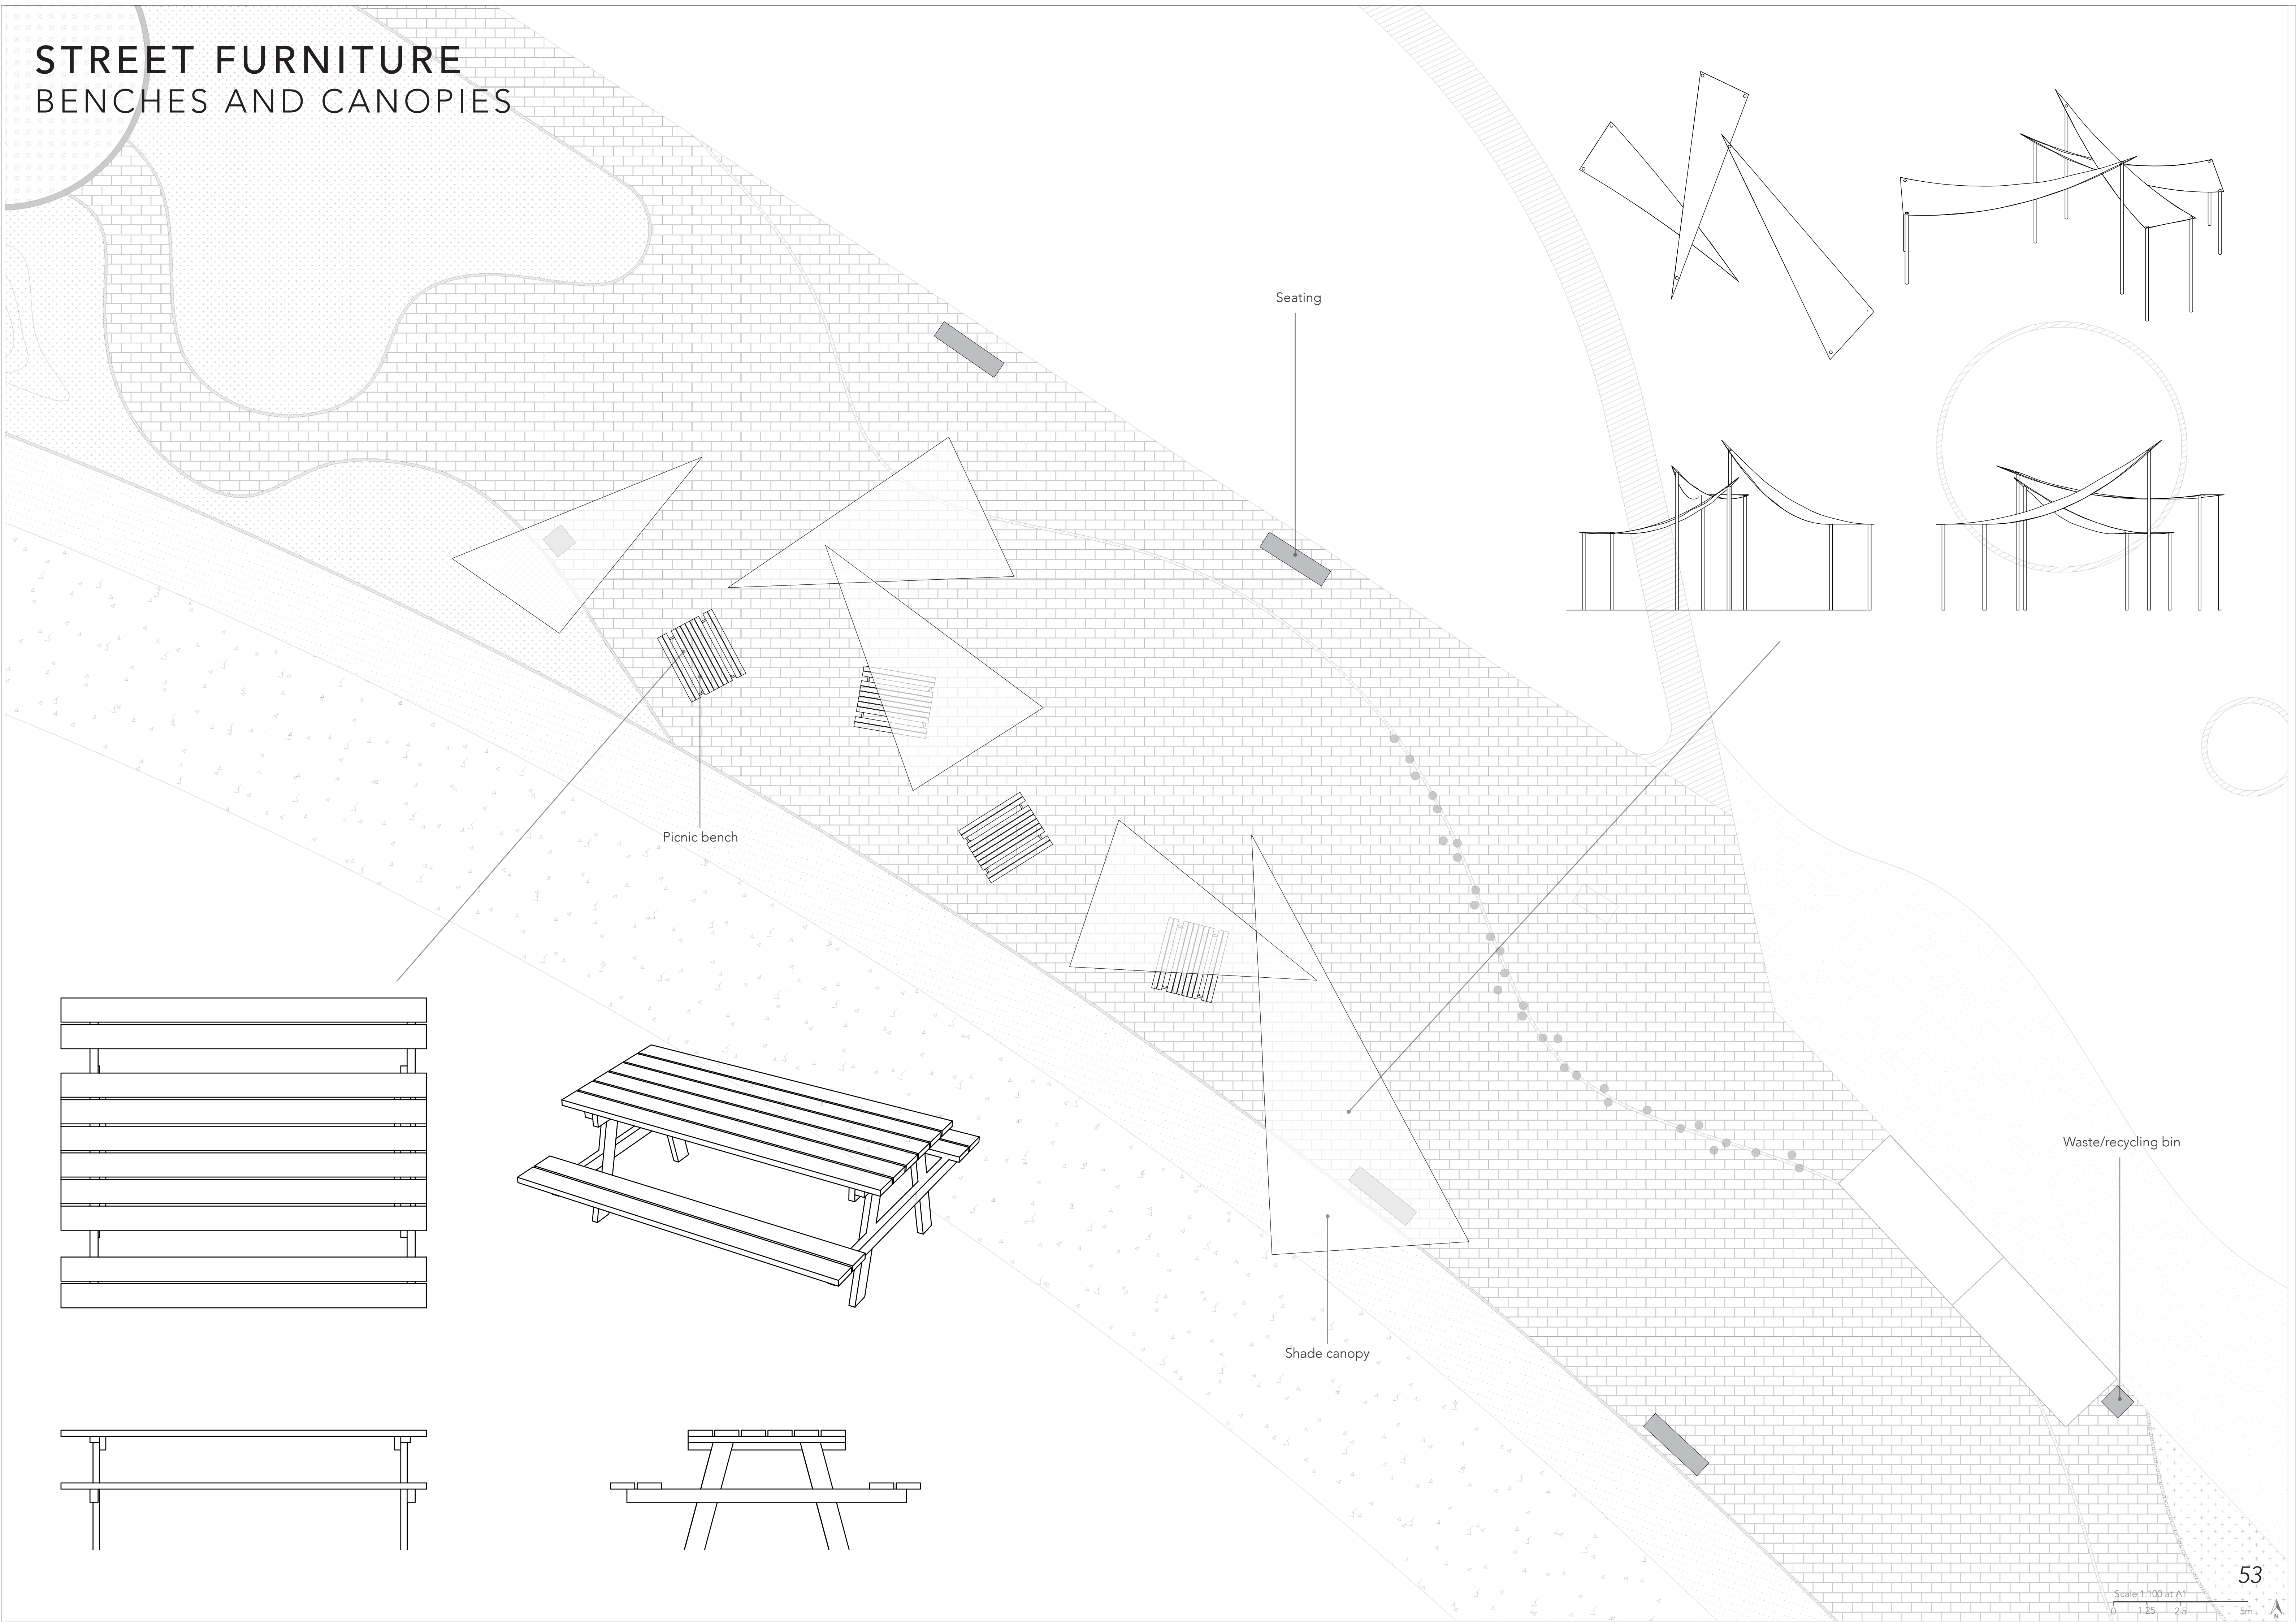 STREET FURNITURE
BENCHES AND CANOPIES
Seating
Picnic bench
Waste/recycling bin
Shade canopy
53
Scale 1:100 at A1
0 1.25 2.5 5m
N